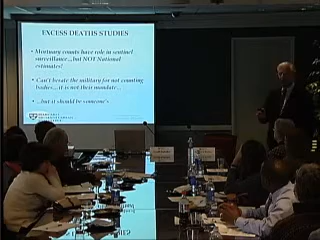 EXCESS DEATHS STUDIES
• Mortuary counts have role in sentinel
surveillance...but NOT National
estimates!
• Can't berate the military for not counting
bodies...it is not their mandate...
• ...but it should be someone's